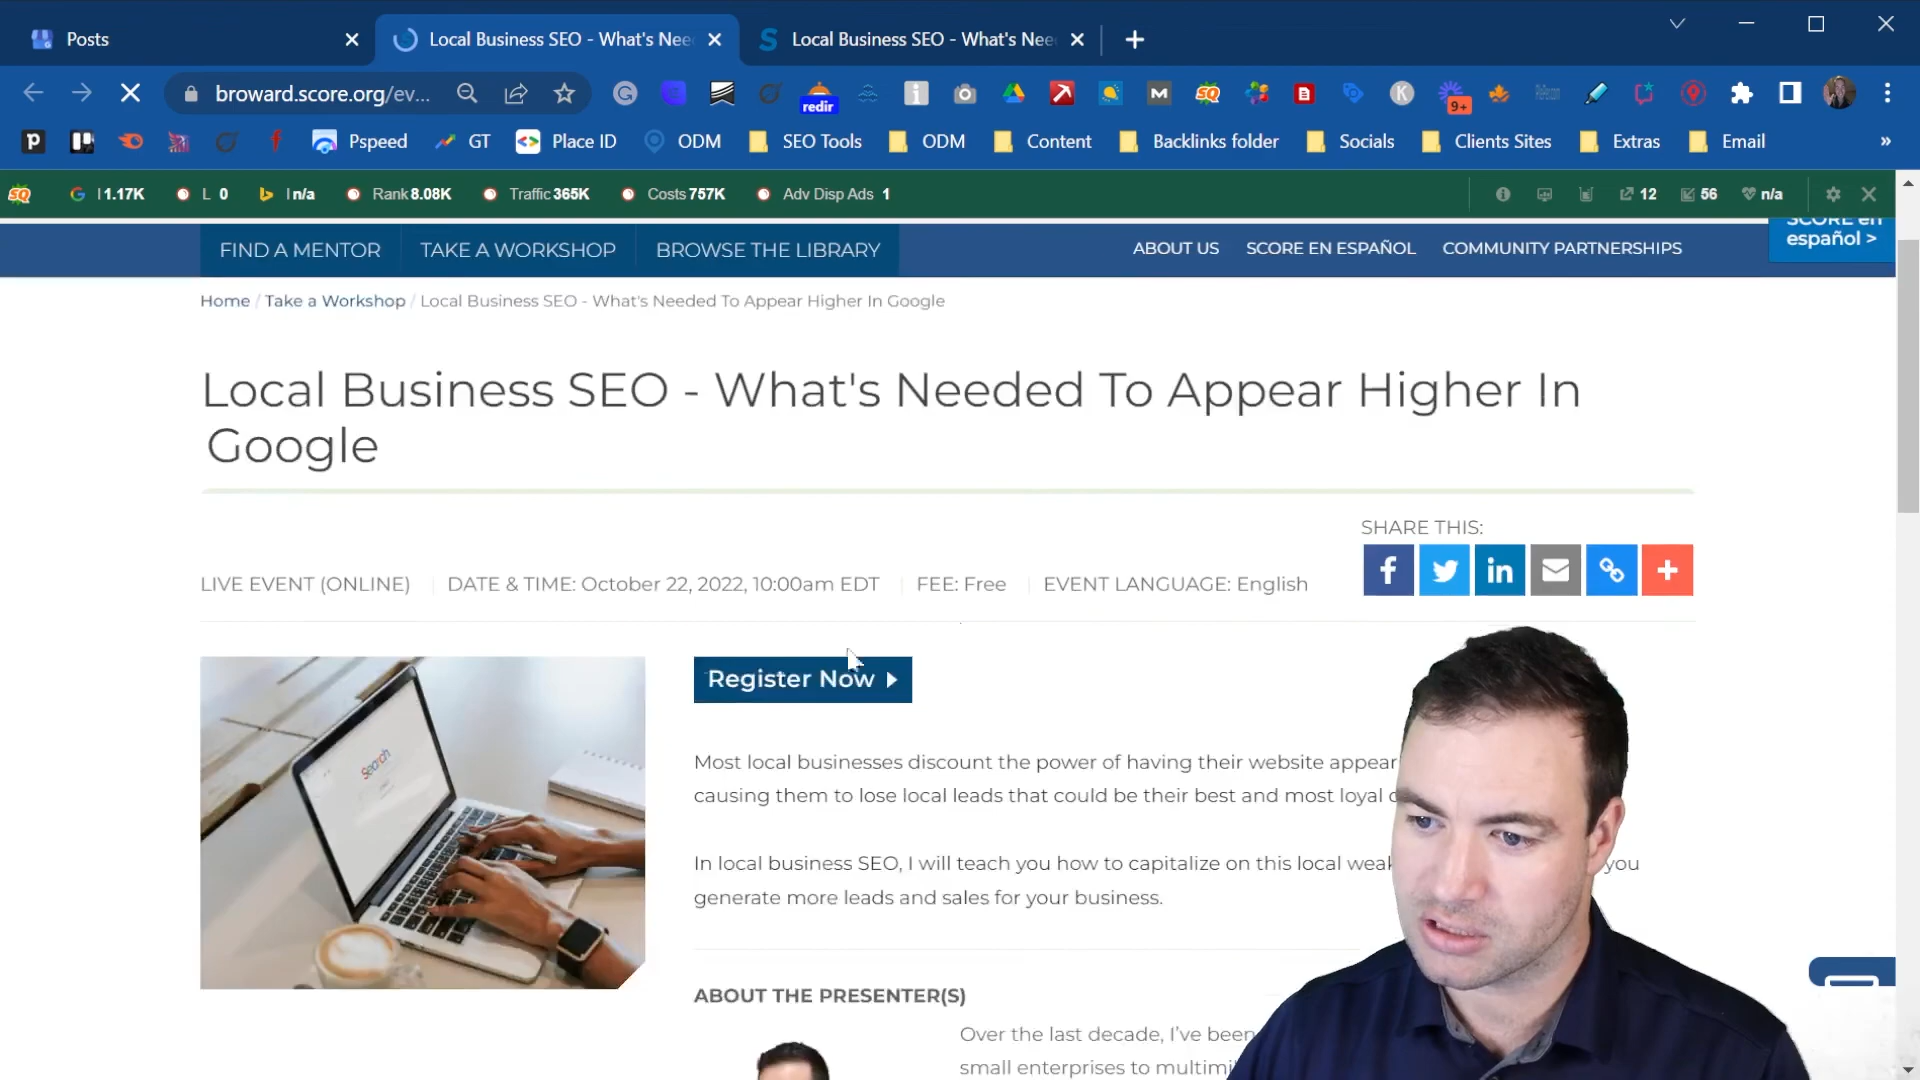 Posts
Local Business SEO - What's Nee
Local Business SEO - What's Nee
broward.score.org/ev...
redir
9+
Pspeed
GT
Place ID
ODM
SEO Tools
ODM
Content
Backlinks folder
Socials
Clients Sites
Extras
Email
»
SQ
I 1.17K
L 0
I n/a
Rank 8.08K
Traffic 365K
Costs 757K
Adv Disp Ads 1
12
56
n/a
FIND A MENTOR
TAKE A WORKSHOP
BROWSE THE LIBRARY
ABOUT US
SCORE EN ESPAÑOL
COMMUNITY PARTNERSHIPS
SCORE en
español >
Home / Take a Workshop / Local Business SEO - What's Needed To Appear Higher In Google
Local Business SEO - What's Needed To Appear Higher In
Google
SHARE THIS:
LIVE EVENT (ONLINE)
DATE & TIME: October 22, 2022, 10:00am EDT
FEE: Free
EVENT LANGUAGE: English
Register Now
Search
Most local businesses discount the power of having their website appear
causing them to lose local leads that could be their best and most loyal
In local business SEO, I will teach you how to capitalize on this local you
generate more leads and sales for your business.
ABOUT THE PRESENTER(S)
Over the last decade, I've been
small enterprises to